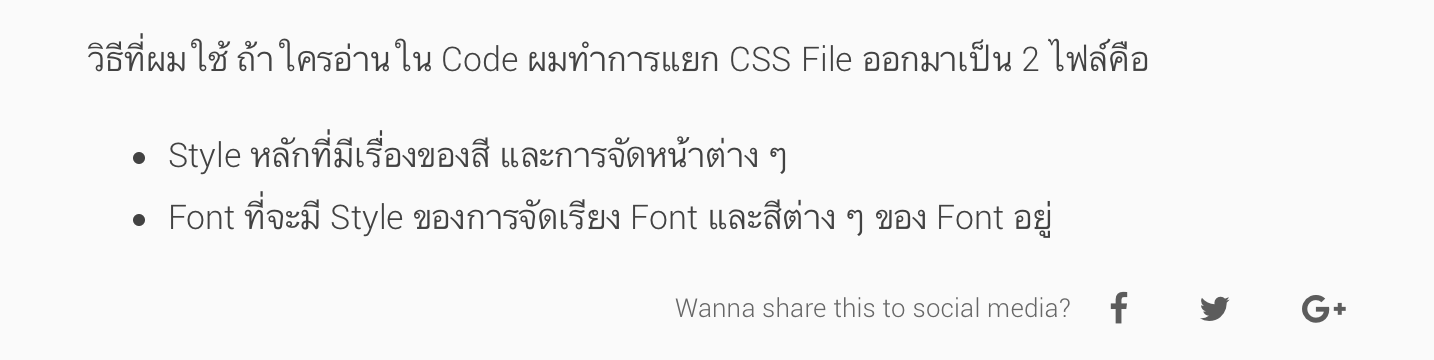 วิธีที่ผมใช้ ถ้าใครอ่านใน Code ผมทำการแยก CSS File ออกมาเป็น 2 ไฟล์คือ
• Style หลักที่มีเรื่องของสี และการจัดหน้าต่าง ๆ
• Font ที่จะมี Style ของการจัดเรียง Font และสีต่าง ๆ ของ Font อยู่
Wanna share this to social media? f G+